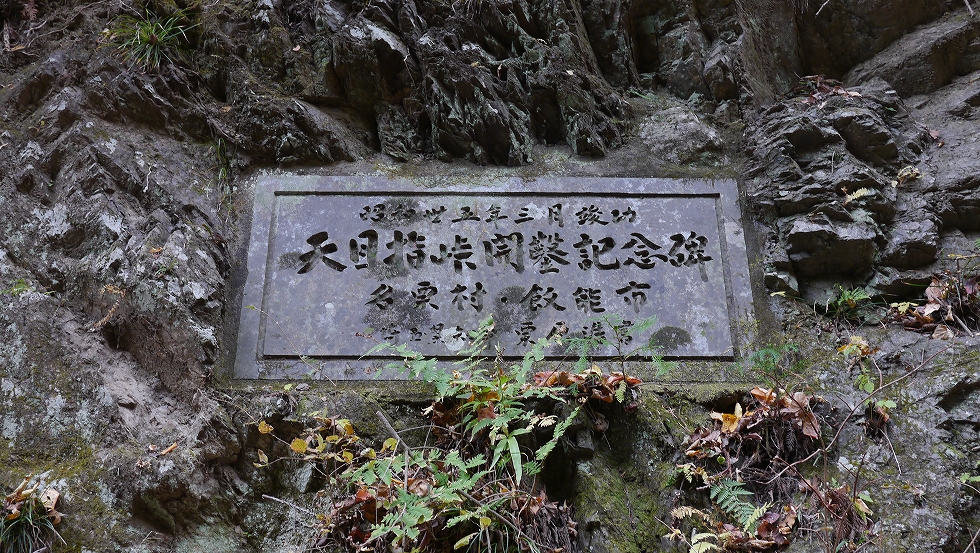 昭和卅五年三月竣功
天目指峠開鑿記念碑
名栗村・飯能市